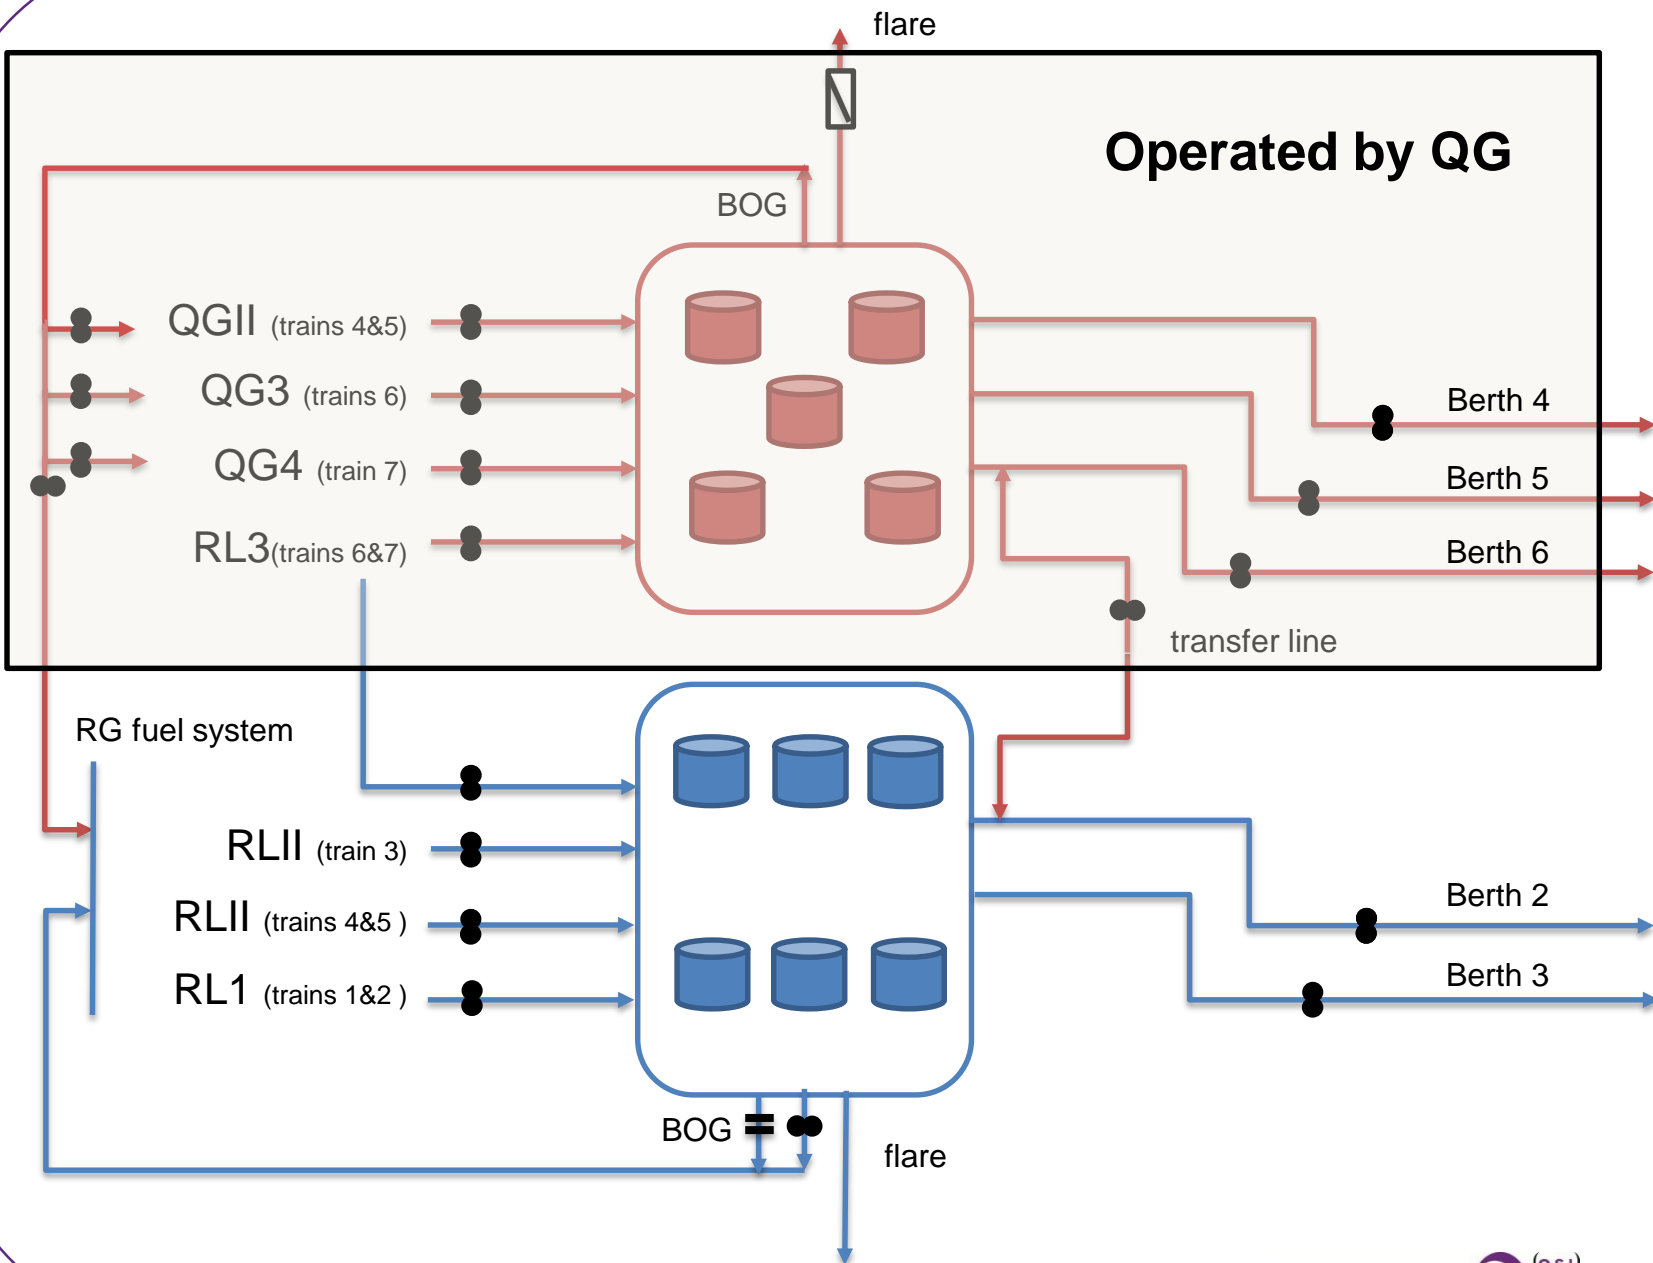 flare
Operated by QG
BOG
QGII (trains 4&5)
QG3 (trains 6)
Berth 4
QG4 (train 7)
Berth 5
RL3(trains 6&7)
Berth 6
transfer line
RG fuel system
RLII (train 3)
Berth 2
RLII (trains 4&5 )
Berth 3
RL1 (trains 1&2 )
BOG
flare